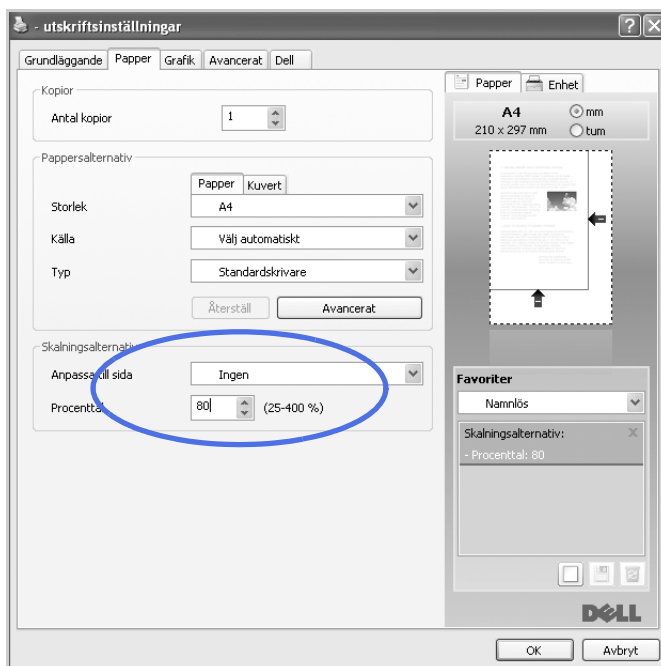 - utskriftsinställningar
Grundläggande Papper Grafik Avancerat Dell
Kopior
Antal kopior 1
Pappersalternativ
Papper Kuvert
Storlek A4
Källa Välj automatiskt
Typ Standardskrivare
Återställ Avancerat
Skalningsalternativ
Anpassa till sida Ingen
Procenttal 80 (25-400 %)
Papper Enhet
A4 mm
210 x 297 mm tum
Favoriter
Namnlös
Skalningsalternativ: X
- Procenttal: 80
DELL
OK Avbryt